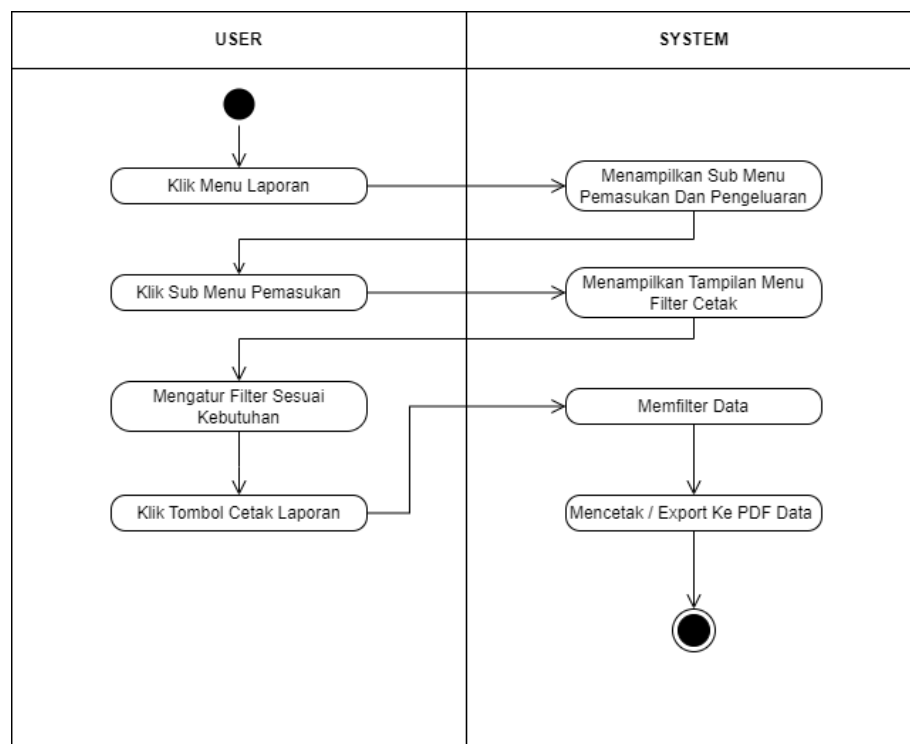 USER
SYSTEM
Klik Menu Laporan
Menampilkan Sub Menu
Pemasukan Dan Pengeluaran
Klik Sub Menu Pemasukan
Menampilkan Tampilan Menu
Filter Cetak
Mengatur Filter Sesuai
Kebutuhan
Klik Tombol Cetak Laporan
Memfilter Data
Mencetak / Export Ke PDF Data